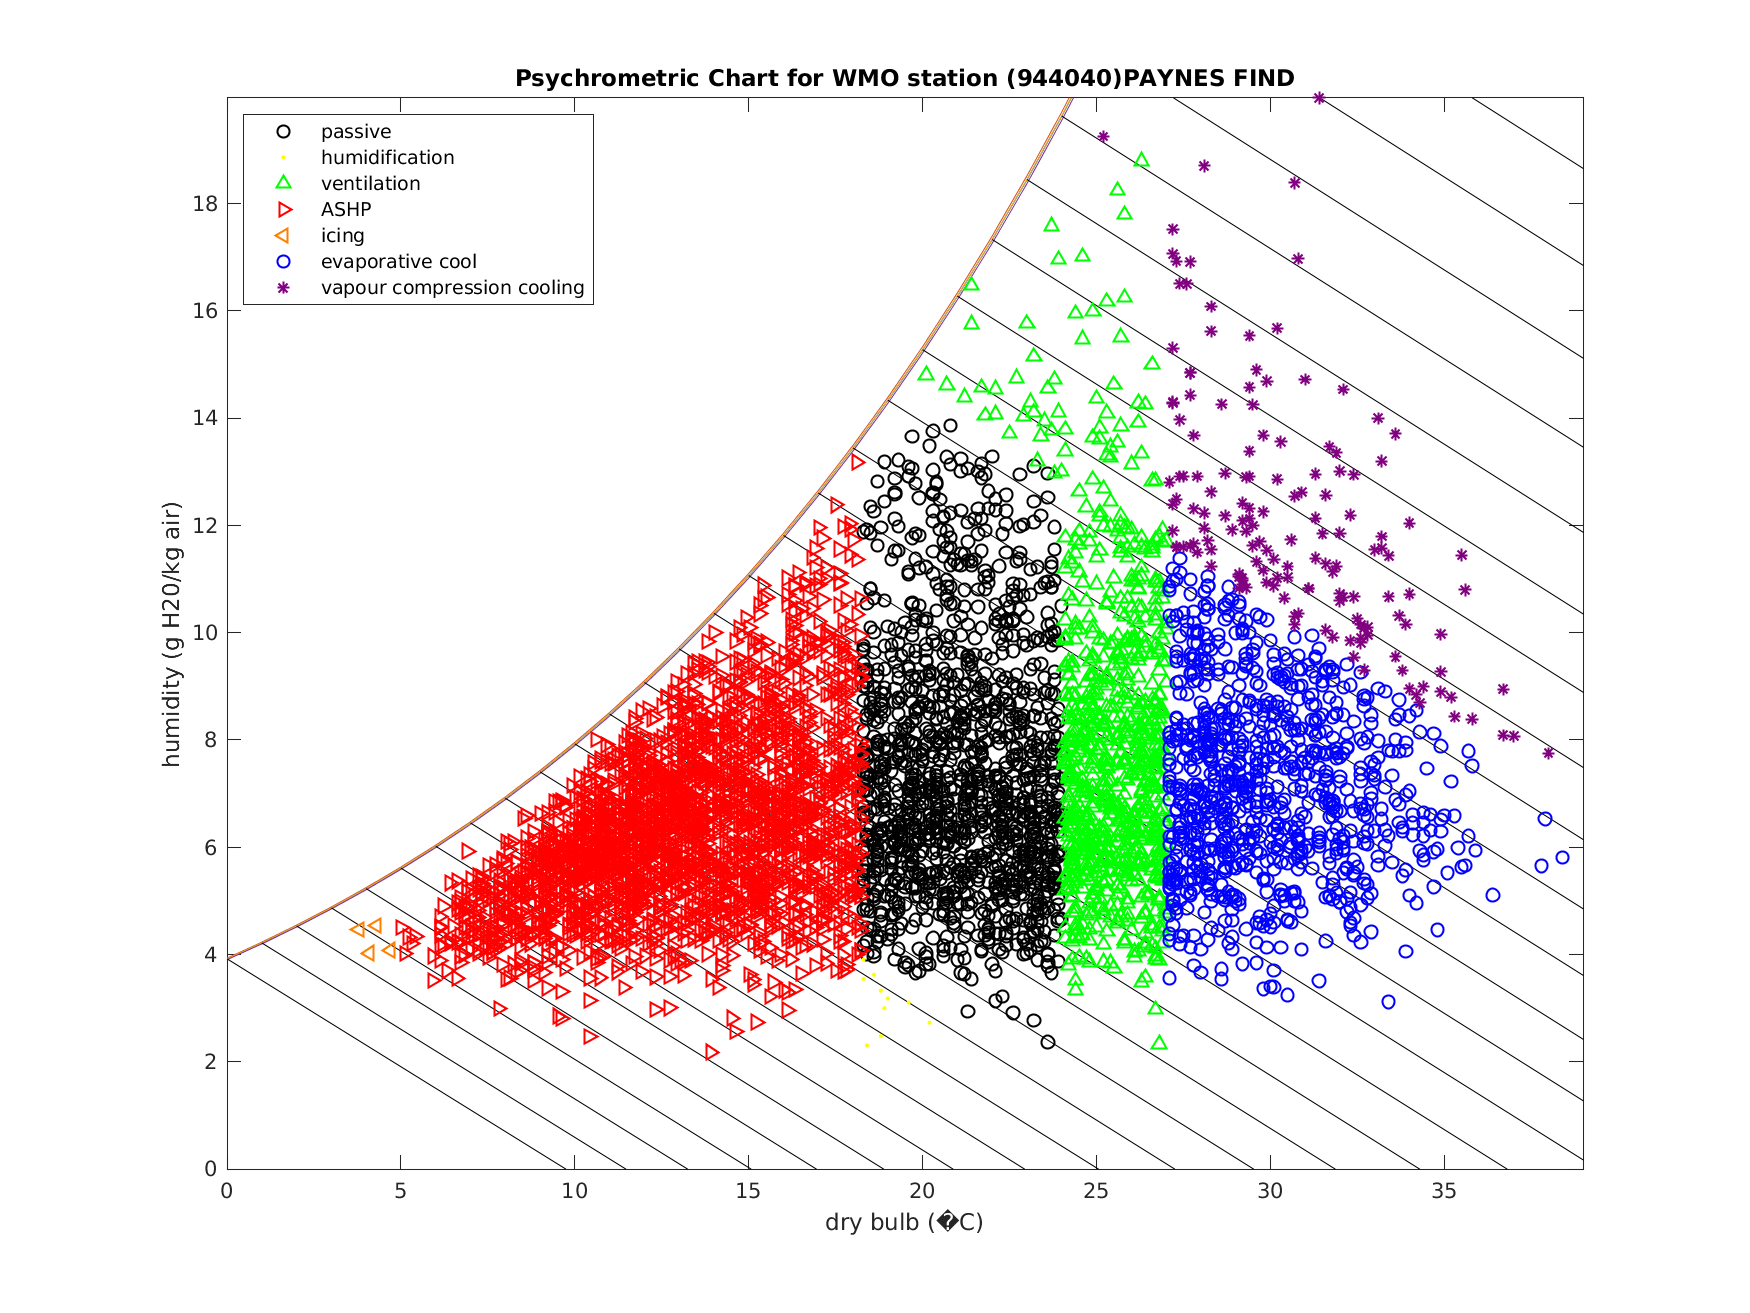 Psychrometric Chart for WMO station (944040)PAYNES FIND
passive
humidification
ventilation
ASHP
icing
evaporative cool
vapour compression cooling
humidity (g H20/kg air)
18
16
14
12
10
8
6
4
2
0
0 5 10 15 20 25 30 35
dry bulb (�C)